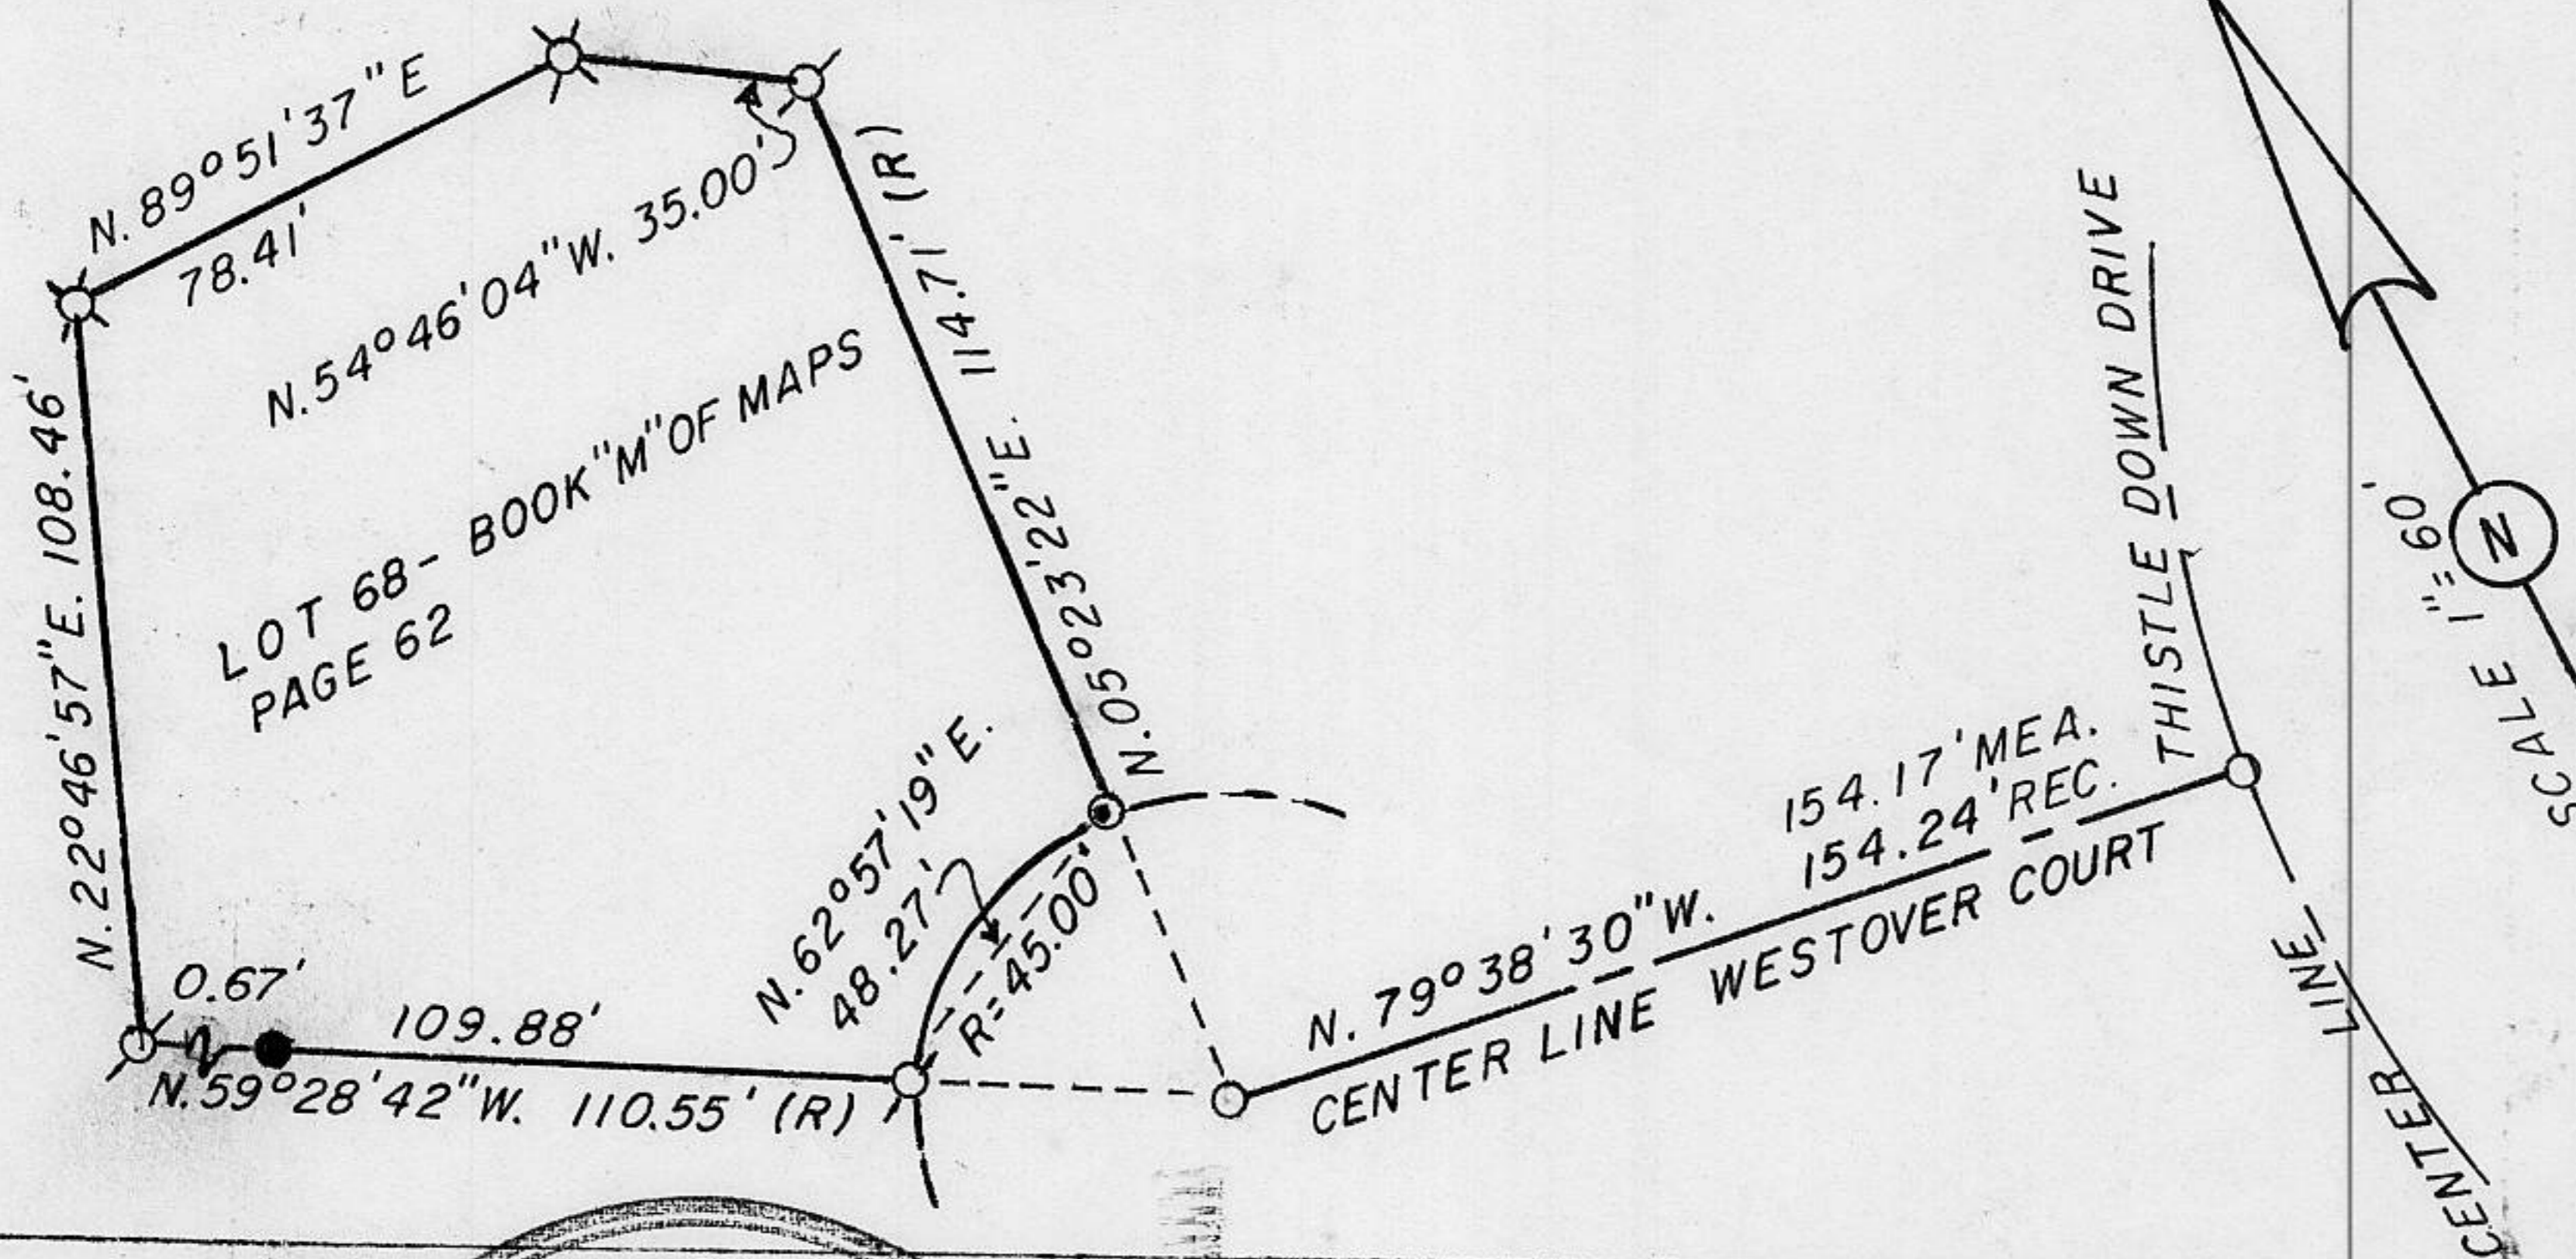 N. 89° 51' 37" E
78.41'
N. 54° 46' 04" W. 35.00'
N. 05° 23' 22" E. 114.71' (R)
N. 22° 46' 57" E. 108.46'
LOT 68 - BOOK "M" OF MAPS
PAGE 62
N. 62° 57' 19" E.
48.27'
R=45.00'
0.67'
109.88'
N. 59° 28' 42" W. 110.55' (R)
154.17' MEA.
154.24' REC.
N. 79° 38' 30" W.
CENTER LINE WESTOVER COURT
THISTLE DOWN DRIVE
CENTER LINE
N
SCALE 1"=60'